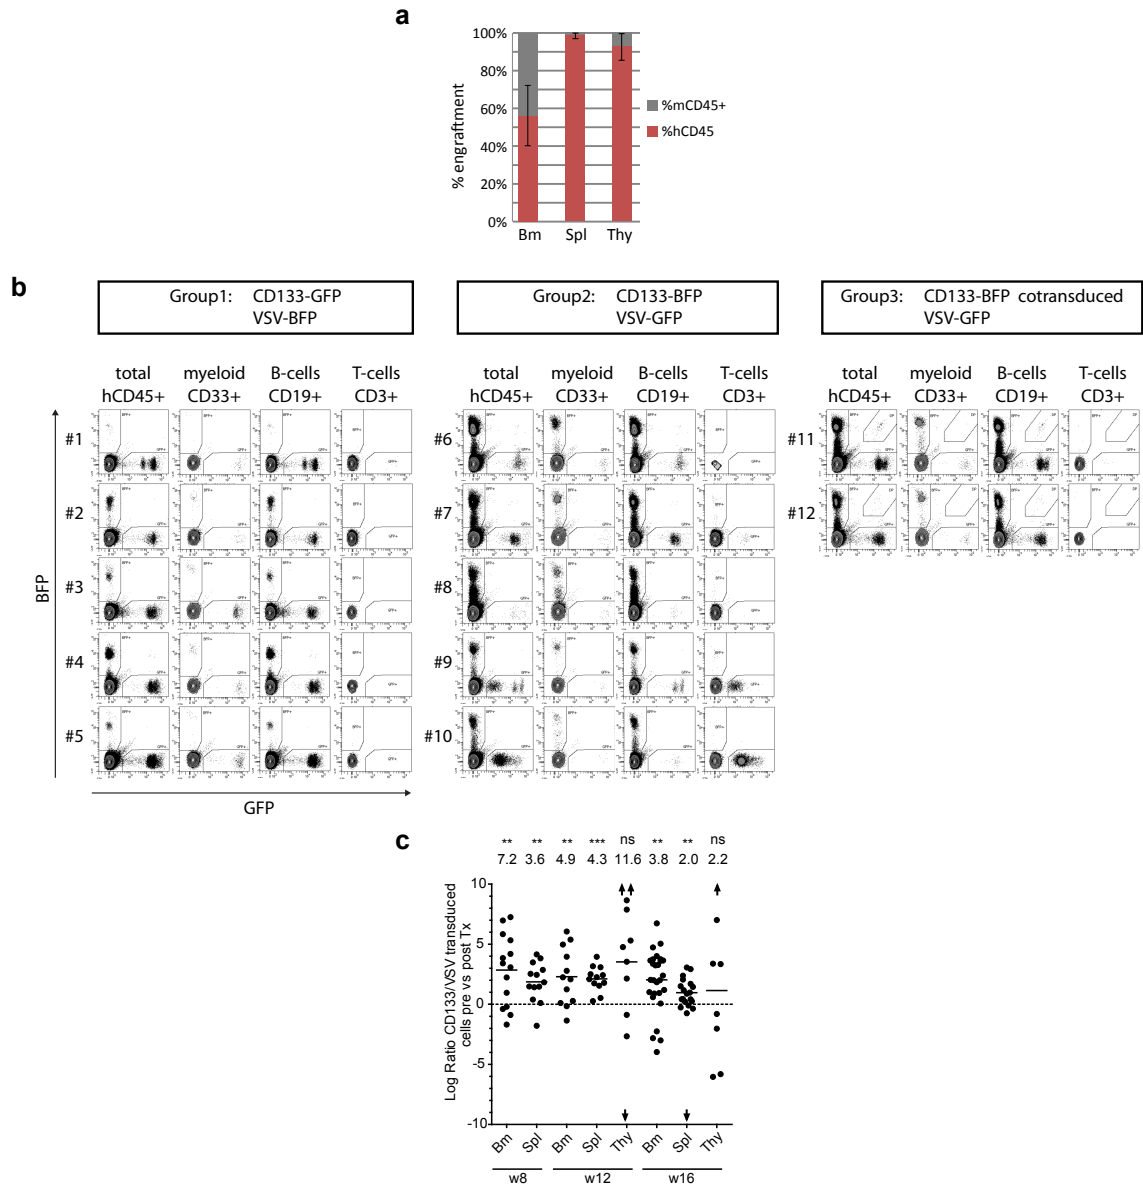 a
100%
80%
60%
40%
20%
0%
% engraftment
Bm Spl Thy
%mCD45+
%hCD45
b
Group1: CD133-GFP
VSV-BFP
Group2: CD133-BFP
VSV-GFP
Group3: CD133-BFP cotransduced
VSV-GFP
total myeloid B-cells T-cells
hCD45+ CD33+ CD19+ CD3+
total myeloid B-cells T-cells
hCD45+ CD33+ CD19+ CD3+
total myeloid B-cells T-cells
hCD45+ CD33+ CD19+ CD3+
#1
#2
#3
#4
#5
#6
#7
#8
#9
#10
#11
#12
BFP
GFP
c
** ** ** *** ns ** ** ns
7.2 3.6 4.9 4.3 11.6 3.8 2.0 2.2
10
5
0
-5
-10
Log Ratio CD133/VSV transduced
cells pre vs post Tx
Bm Spl Bm Spl Thy Bm Spl Thy
w8 w12 w16